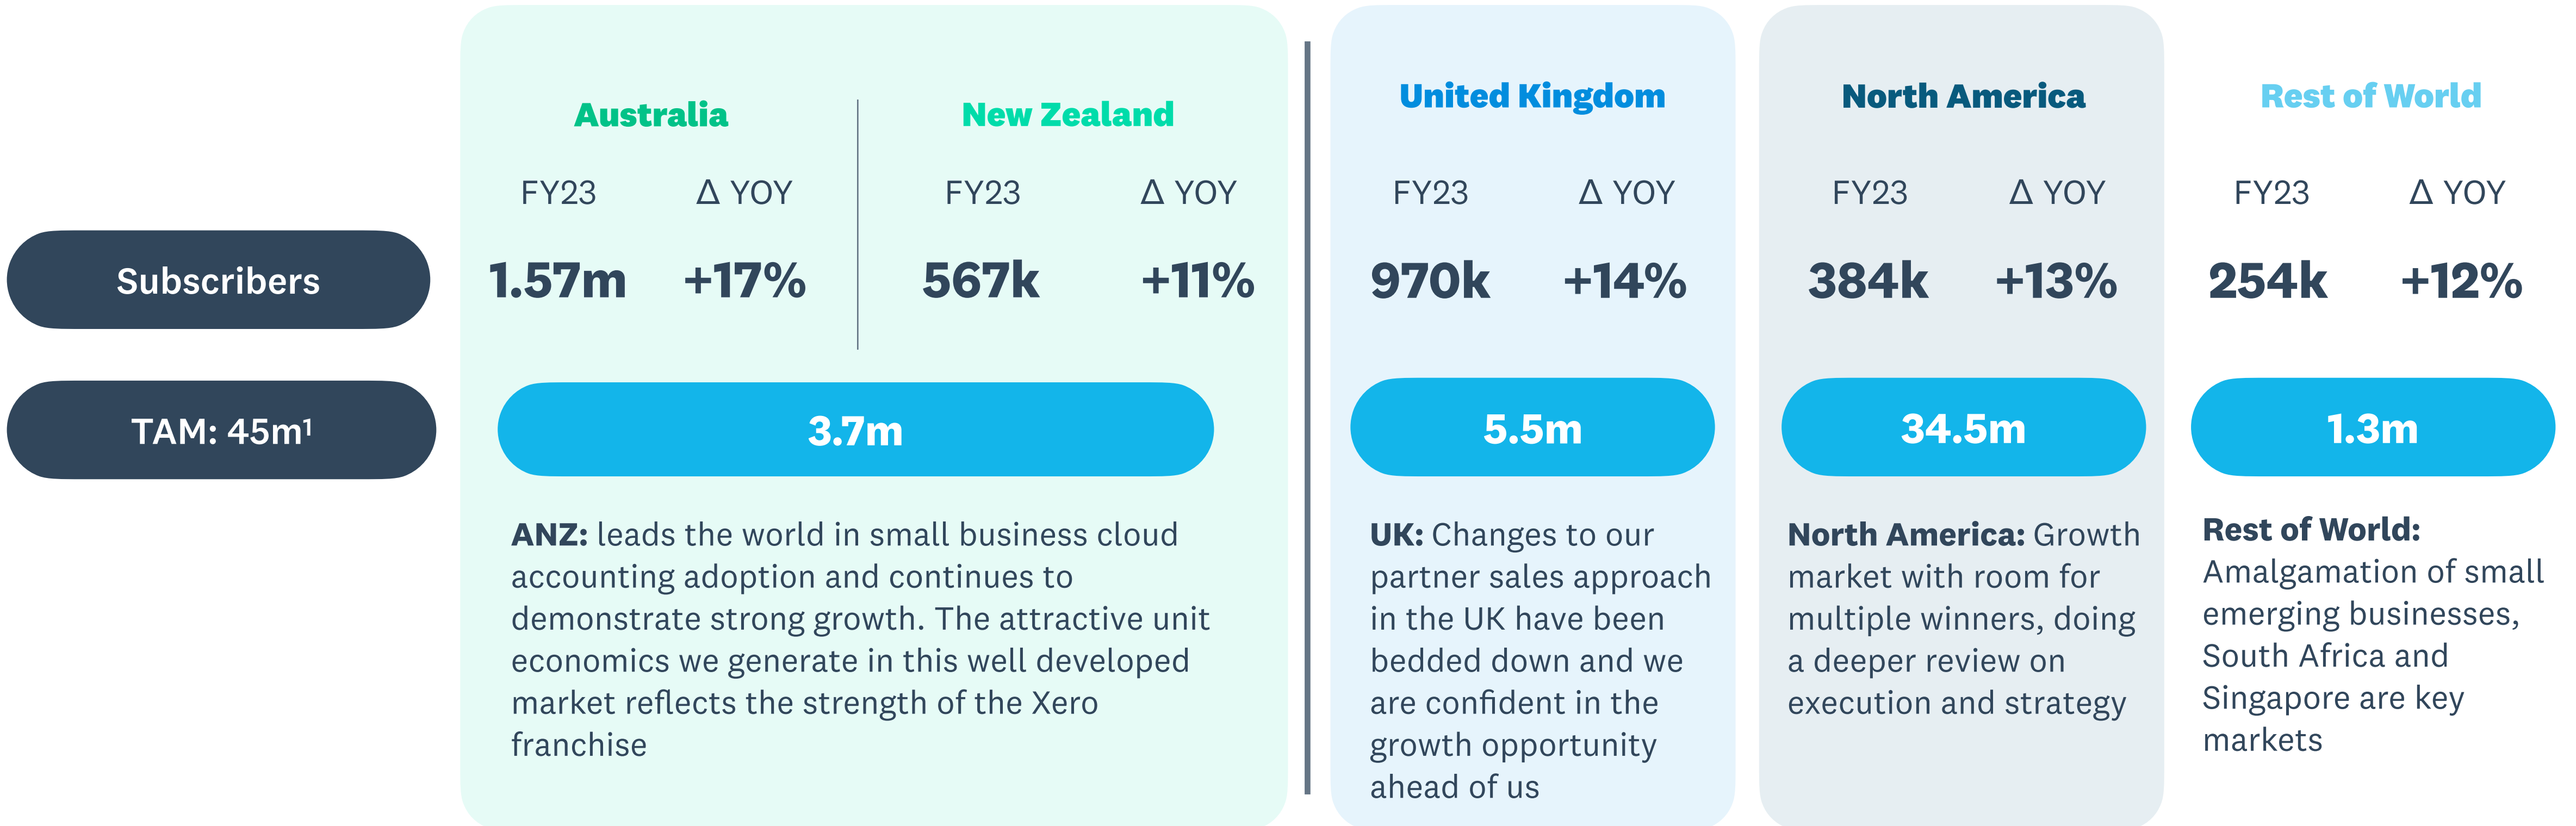 Australia
New Zealand
United Kingdom
North America
Rest of World
FY23 Δ YOY
FY23 Δ YOY
FY23 Δ YOY
FY23 Δ YOY
FY23 Δ YOY
Subscribers
1.57m +17%
567k +11%
970k +14%
384k +13%
254k +12%
TAM: 45m¹
3.7m
5.5m
34.5m
1.3m
ANZ: leads the world in small business cloud
accounting adoption and continues to
demonstrate strong growth. The attractive unit
economics we generate in this well developed
market reflects the strength of the Xero
franchise
UK: Changes to our
partner sales approach
in the UK have been
bedded down and we
are confident in the
growth opportunity
ahead of us
North America: Growth
market with room for
multiple winners, doing
a deeper review on
execution and strategy
Rest of World:
Amalgamation of small
emerging businesses,
South Africa and
Singapore are key
markets